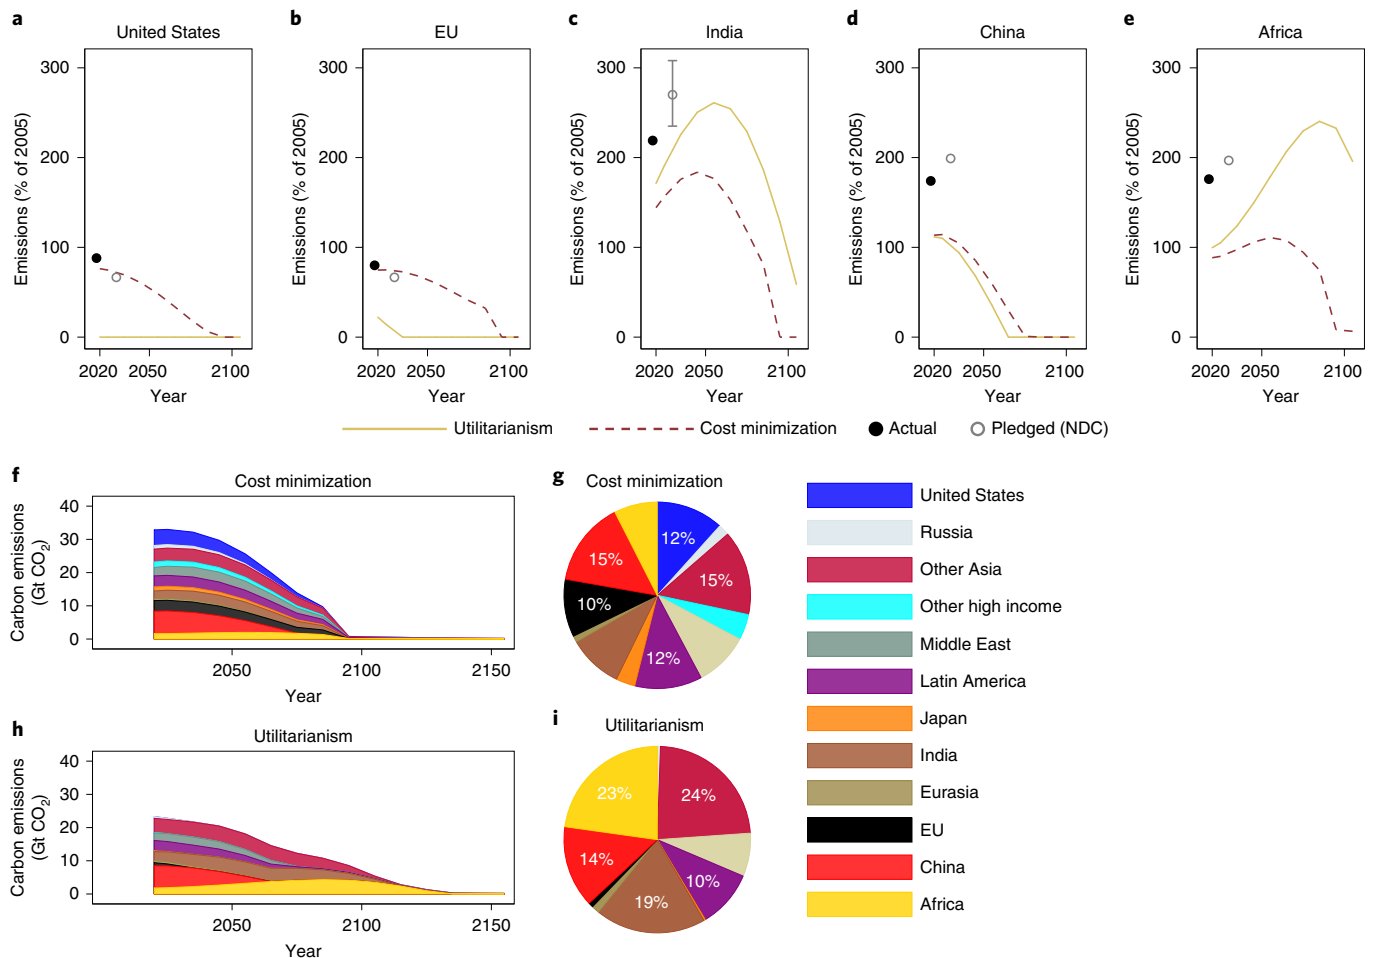 a
United States
Emissions (% of 2005)
300
200
100
0
2020 2050 2100
Year
b
EU
Emissions (% of 2005)
300
200
100
0
2020 2050 2100
Year
c
India
Emissions (% of 2005)
300
200
100
0
2020 2050 2100
Year
d
China
Emissions (% of 2005)
300
200
100
0
2020 2050 2100
Year
e
Africa
Emissions (% of 2005)
300
200
100
0
2020 2050 2100
Year
Utilitarianism Cost minimization Actual Pledged (NDC)
f
Cost minimization
Carbon emissions
(Gt CO2)
40
30
20
10
0
2050 2100 2150
Year
g
Cost minimization
12%
15%
15%
10%
12%
h
Utilitarianism
Carbon emissions
(Gt CO2)
40
30
20
10
0
2050 2100 2150
Year
i
Utilitarianism
23%
24%
14%
10%
19%
United States
Russia
Other Asia
Other high income
Middle East
Latin America
Japan
India
Eurasia
EU
China
Africa